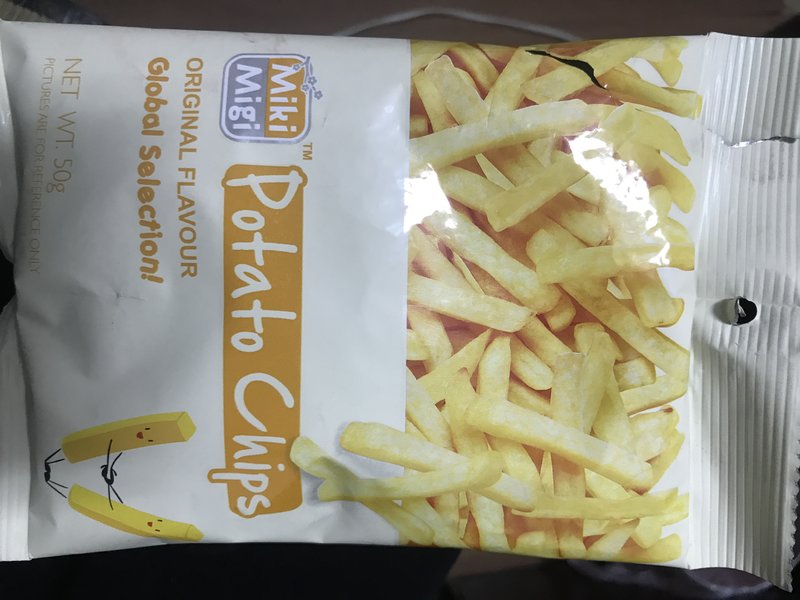 Miki
Migi
™
Potato Chips
ORIGINAL FLAVOUR
Global Selection!
NET WT. 50g
PICTURES ARE FOR REFERENCE ONLY